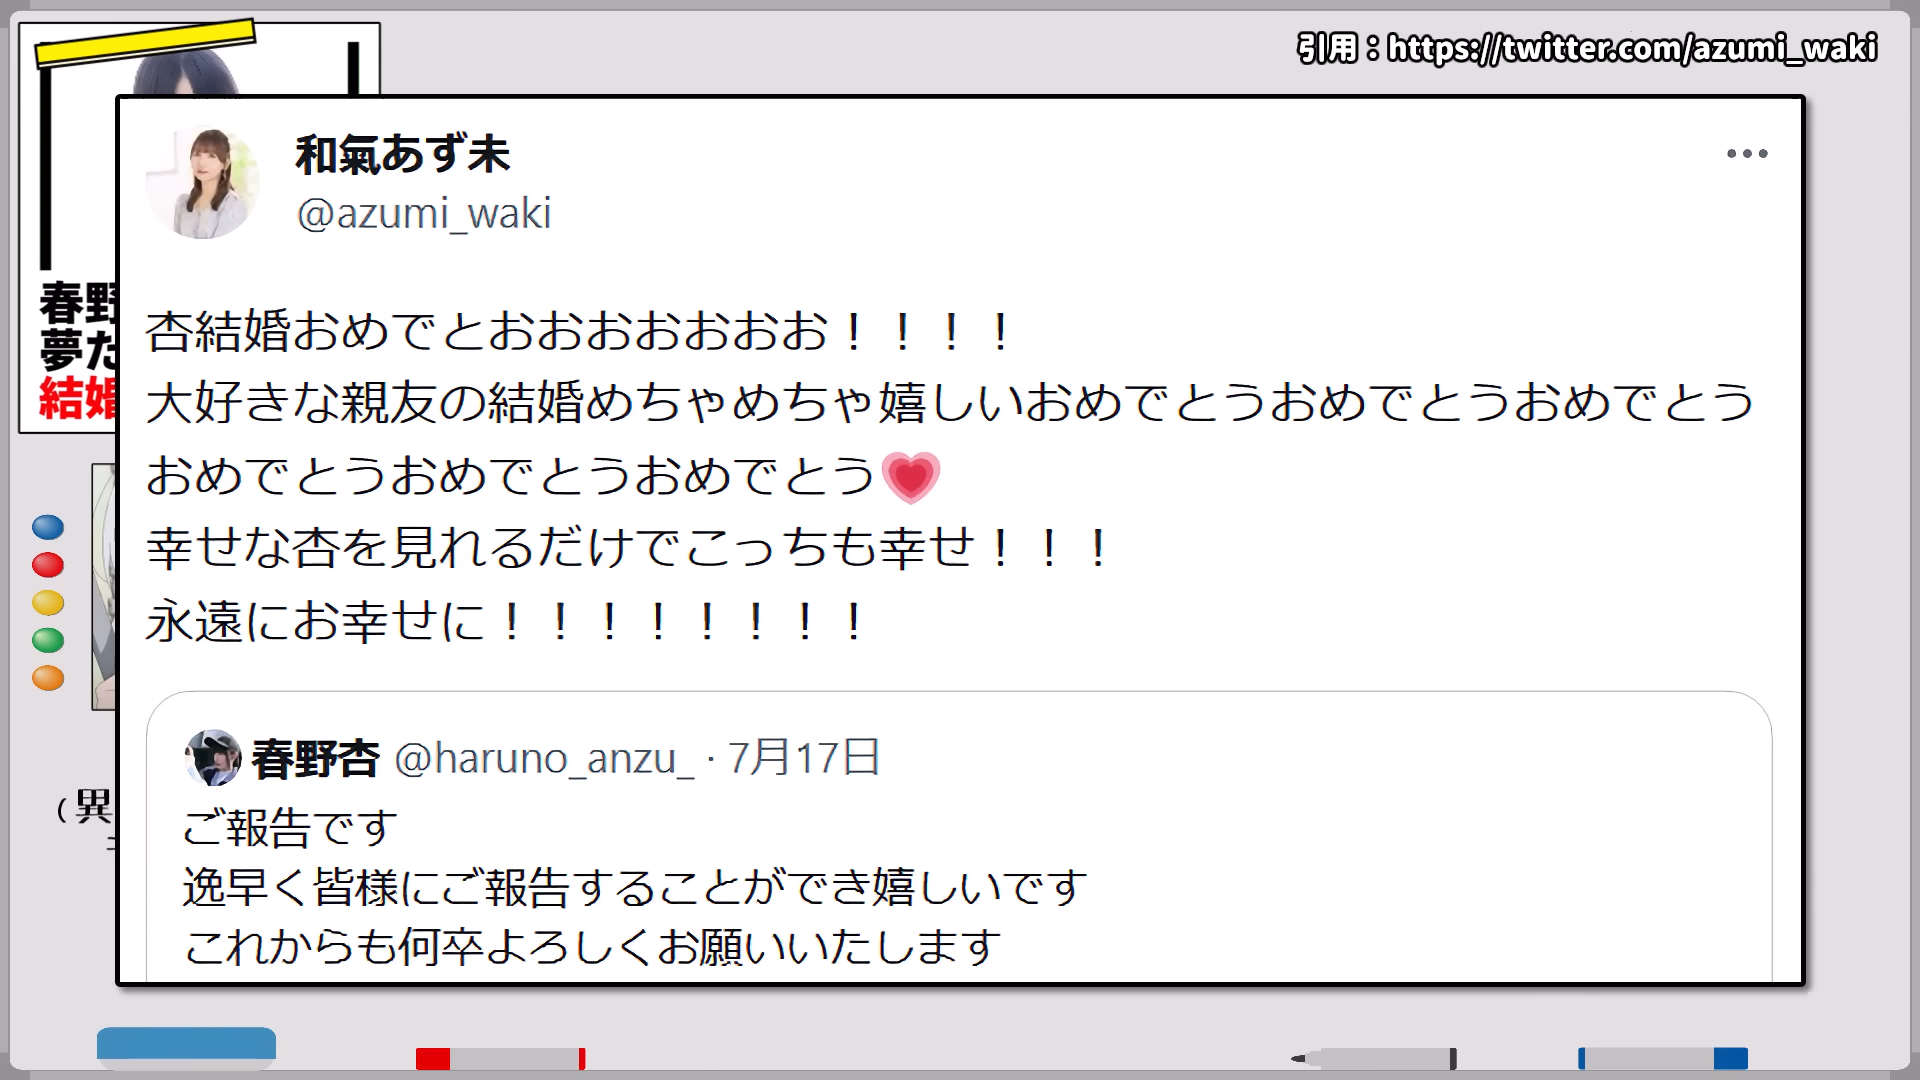 引用：https://twitter.com/azumi_waki
和氣あず未
@azumi_waki
杏結婚おめでとおおおおおおお！！！！
大好きな親友の結婚めちゃめちゃ嬉しいおめでとうおめでとうおめでとう
おめでとうおめでとうおめでとう💗
幸せな杏を見れるだけでこっちも幸せ！！！
永遠にお幸せに！！！！！！！！
春野杏 @haruno_anzu_ · 7月17日
ご報告です
逸早く皆様にご報告することができ嬉しいです
これからも何卒よろしくお願いいたします
春野
夢た
結婚
（異